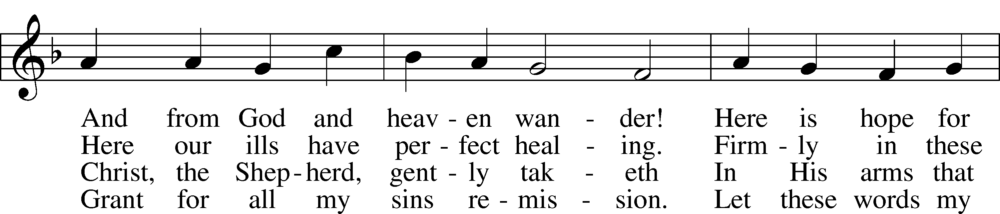 And from God and heav - en wan - der! Here is hope for
Here our ills have per - fect heal - ing. Firm - ly in these
Christ, the Shep - herd, gent - ly tak - eth In His arms that
Grant for all my sins re - mis - sion. Let these words my